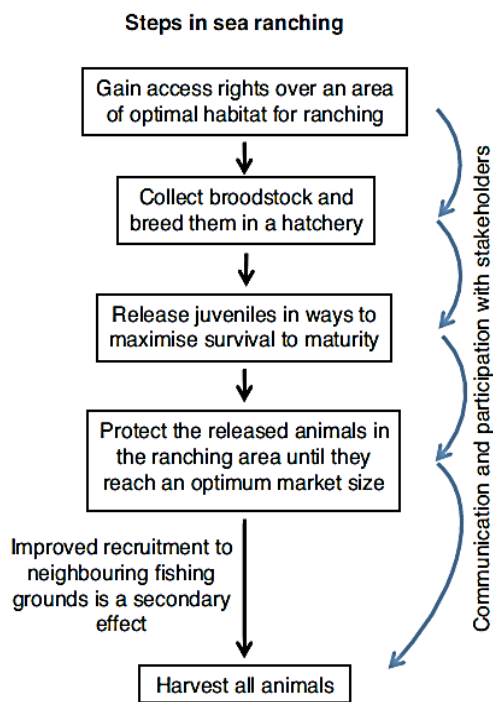 Steps in sea ranching
Gain access rights over an area
of optimal habitat for ranching
Collect broodstock and
breed them in a hatchery
Release juveniles in ways to
maximise survival to maturity
Protect the released animals in
the ranching area until they
reach an optimum market size
Improved recruitment to
neighbouring fishing
grounds is a secondary
effect
Harvest all animals
Communication and participation with stakeholders